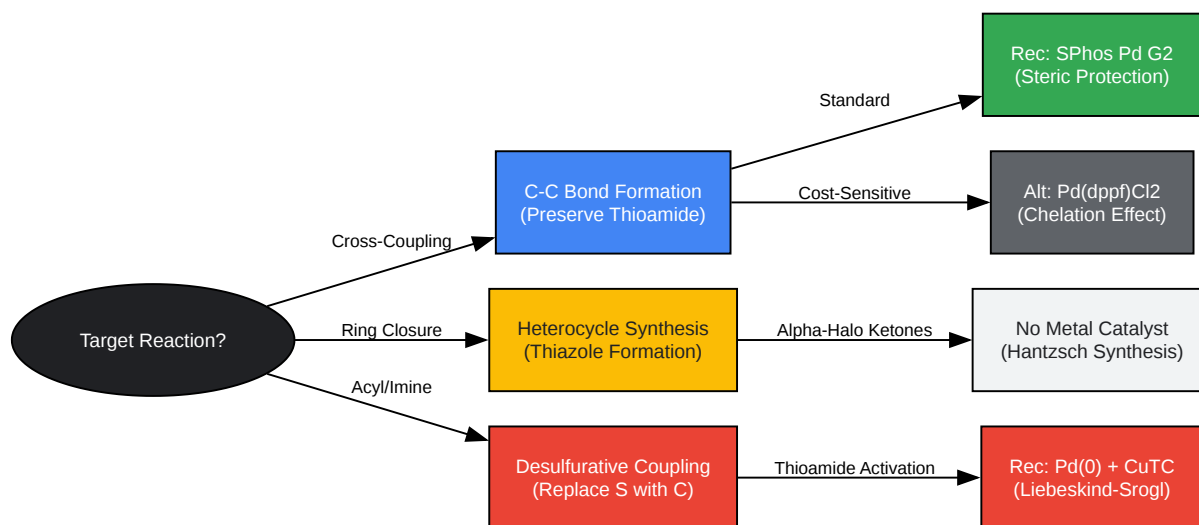 Target Reaction?
Cross-Coupling
Ring Closure
Acyl/Imine
C-C Bond Formation
(Preserve Thioamide)
Heterocycle Synthesis
(Thiazole Formation)
Desulfurative Coupling
(Replace S with C)
Standard
Cost-Sensitive
Alpha-Halo Ketones
Thioamide Activation
Rec: SPhos Pd G2
(Steric Protection)
Alt: Pd(dppf)Cl2
(Chelation Effect)
No Metal Catalyst
(Hantzsch Synthesis)
Rec: Pd(0) + CuTC
(Liebeskind-Srogl)